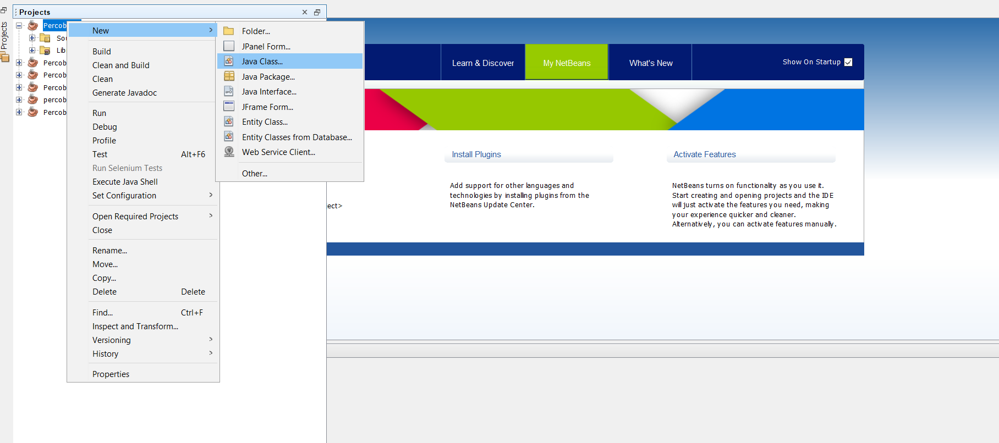 Projects
Projects
Percob
Sou
Lib
Percob
Percob
Percob
percob
Percob
New
Build
Clean and Build
Clean
Generate Javadoc
Run
Debug
Profile
Test Alt+F6
Run Selenium Tests
Execute Java Shell
Set Configuration
Open Required Projects
Close
Rename...
Move...
Copy...
Delete Delete
Find... Ctrl+F
Inspect and Transform...
Versioning
History
Properties
Folder...
JPanel Form...
Java Class...
Java Package...
Java Interface...
JFrame Form...
Entity Class...
Entity Classes from Database...
Web Service Client...
Other...
Learn & Discover
My NetBeans
What's New
Show On Startup
ject>
Install Plugins
Add support for other languages and
technologies by installing plugins from the
NetBeans Update Center.
Activate Features
NetBeans turns on functionality as you use it.
Start creating and opening projects and the IDE
will just activate the features you need, making
your experience quicker and cleaner.
Alternatively, you can activate features manually.